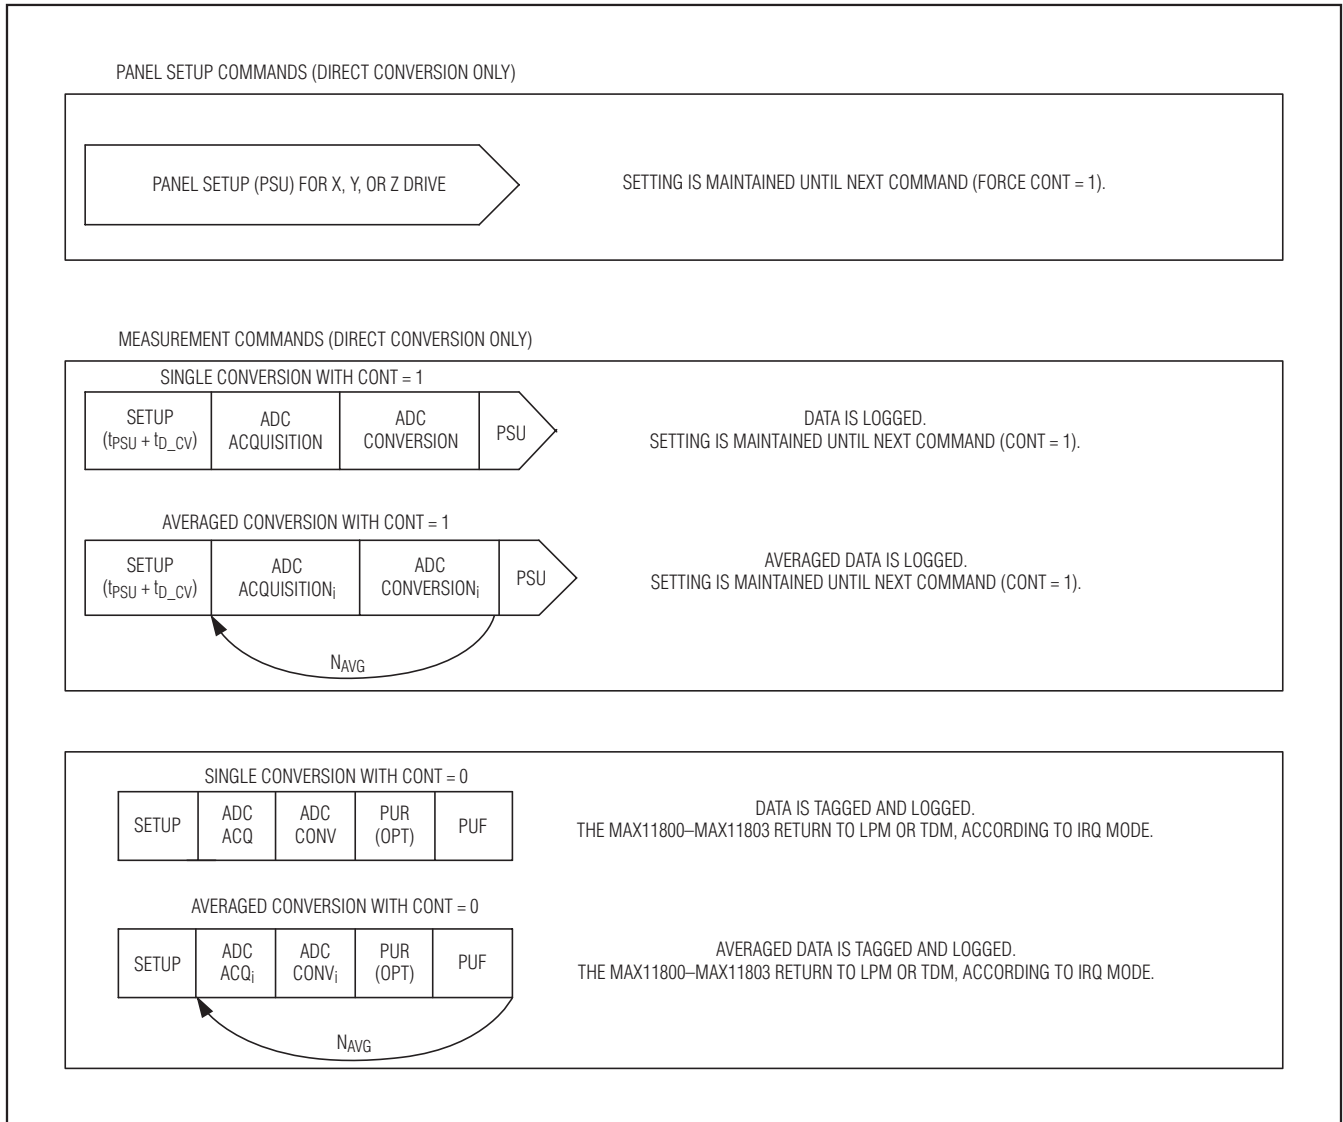 PANEL SETUP COMMANDS (DIRECT CONVERSION ONLY)
PANEL SETUP (PSU) FOR X, Y, OR Z DRIVE
SETTING IS MAINTAINED UNTIL NEXT COMMAND (FORCE CONT = 1).
MEASUREMENT COMMANDS (DIRECT CONVERSION ONLY)
SINGLE CONVERSION WITH CONT = 1
SETUP
(tPSU + tD_CV)
ADC
ACQUISITION
ADC
CONVERSION
PSU
DATA IS LOGGED.
SETTING IS MAINTAINED UNTIL NEXT COMMAND (CONT = 1).
AVERAGED CONVERSION WITH CONT = 1
SETUP
(tPSU + tD_CV)
ADC
ACQUISITIONi
ADC
CONVERSIONi
PSU
AVERAGED DATA IS LOGGED.
SETTING IS MAINTAINED UNTIL NEXT COMMAND (CONT = 1).
NAVG
SINGLE CONVERSION WITH CONT = 0
SETUP
ADC
ACQ
ADC
CONV
PUR
(OPT)
PUF
DATA IS TAGGED AND LOGGED.
THE MAX11800–MAX11803 RETURN TO LPM OR TDM, ACCORDING TO IRQ MODE.
AVERAGED CONVERSION WITH CONT = 0
SETUP
ADC
ACQi
ADC
CONVi
PUR
(OPT)
PUF
AVERAGED DATA IS TAGGED AND LOGGED.
THE MAX11800–MAX11803 RETURN TO LPM OR TDM, ACCORDING TO IRQ MODE.
NAVG